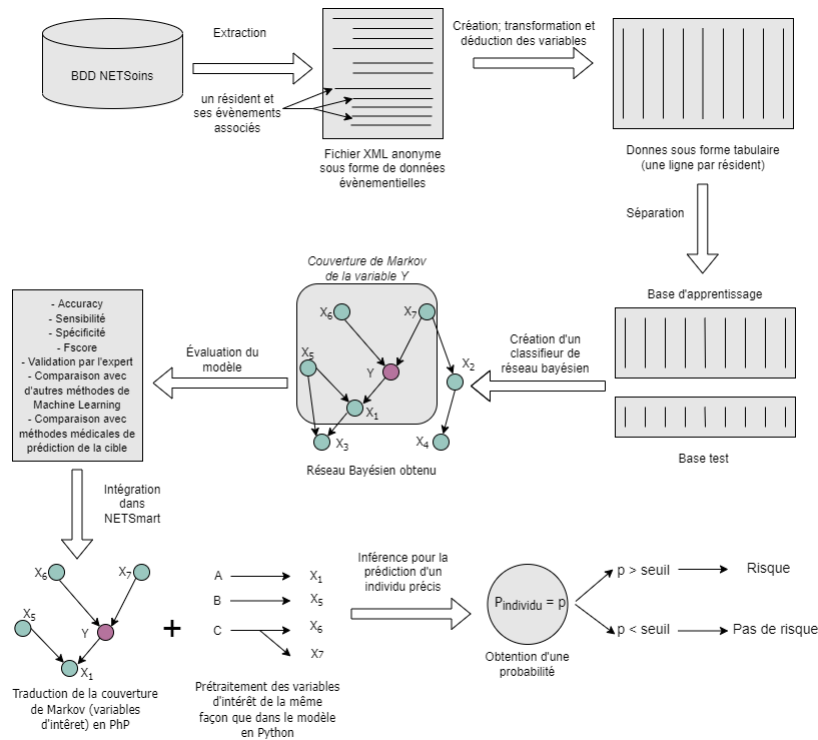 BDD NETSoins
Extraction
un résident et
ses évènements
associés
Fichier XML anonyme
sous forme de données
évènementielles
Création; transformation et
déduction des variables
Donnes sous forme tabulaire
(une ligne par résident)
Séparation
Base d'apprentissage
Base test
Création d'un
classifieur de
réseau bayésien
Couverture de Markov
de la variable Y
X6
X7
X5
Y
X2
X1
X3
X4
Réseau Bayésien obtenu
Évaluation du
modèle
- Accuracy
- Sensibilité
- Spécificité
- Fscore
- Validation par l'expert
- Comparaison avec
d'autres méthodes de
Machine Learning
- Comparaison avec
méthodes médicales de
prédiction de la cible
Intégration
dans
NETSmart
X6
X7
X5
Y
X1
Traduction de la couverture
de Markov (variables
d'intêret) en PhP
+
A X1
B X5
C X6
X7
Prétraitement des variables
d'intérêt de la même
façon que dans le modèle
en Python
Inférence pour la
prédiction d'un
individu précis
Pindividu = p
Obtention d'une
probabilité
p > seuil Risque
p < seuil Pas de risque